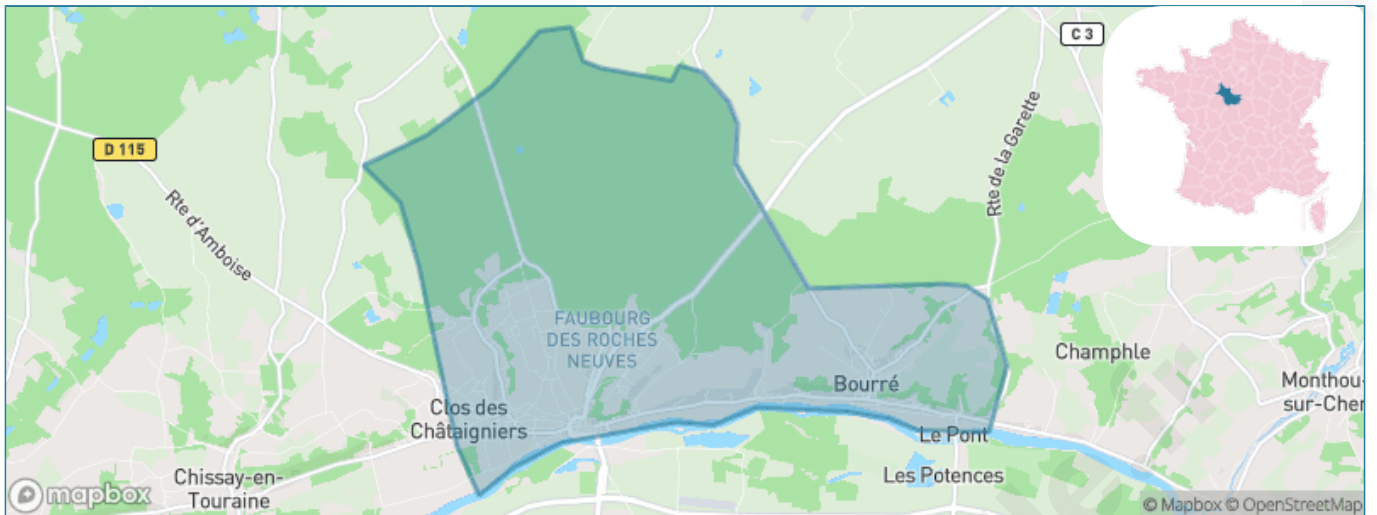 C 3
D 115
Rte de la Garette
Rte d'Amboise
FAUBOURG
DES ROCHES
NEUVES
Champhle
Bourré
Monthou-
sur-Cher
Clos des
Châtaigniers
Le Pont
Chissay-en-
Touraine
Les Potences
mapbox
© Mapbox © OpenStreetMap